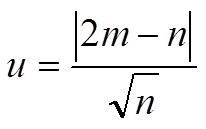 u = |2m − n| / √n